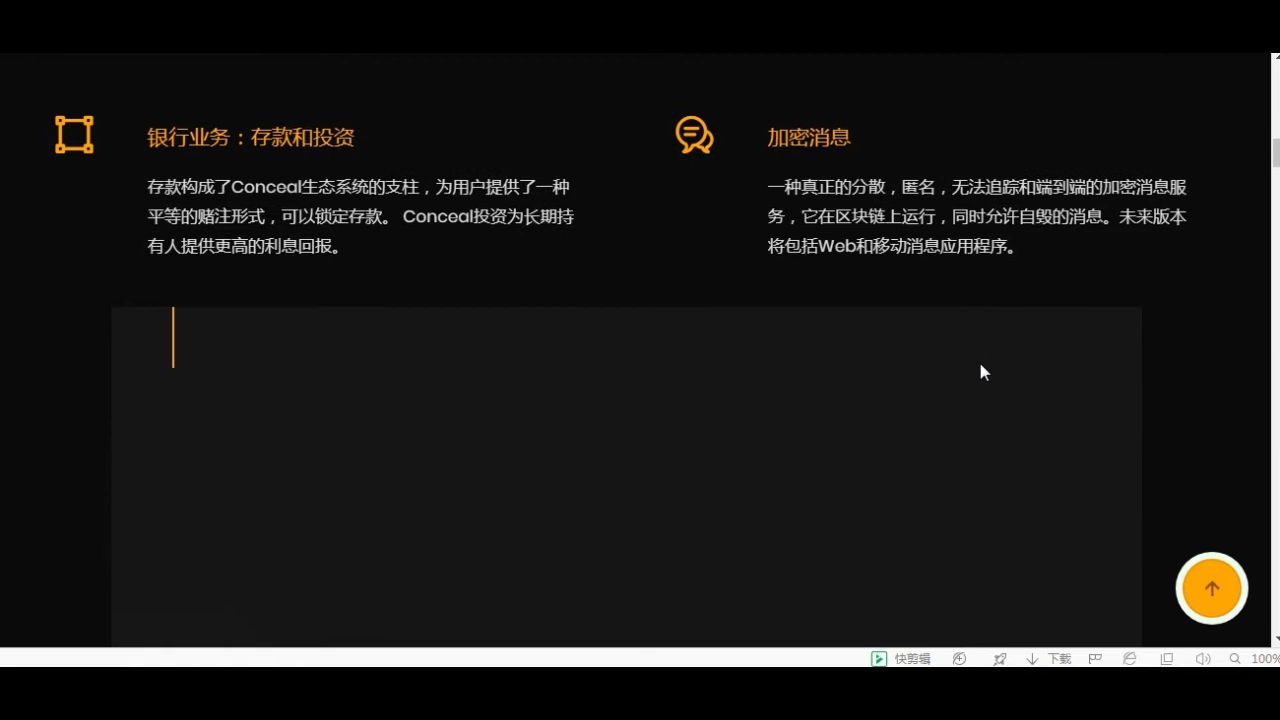 银行业务：存款和投资
存款构成了Conceal生态系统的支柱，为用户提供了一种
平等的赌注形式，可以锁定存款。 Conceal投资为长期持
有人提供更高的利息回报。
加密消息
一种真正的分散，匿名，无法追踪和端到端的加密消息服
务，它在区块链上运行，同时允许自毁的消息。未来版本
将包括Web和移动消息应用程序。
快剪辑 下载 100%